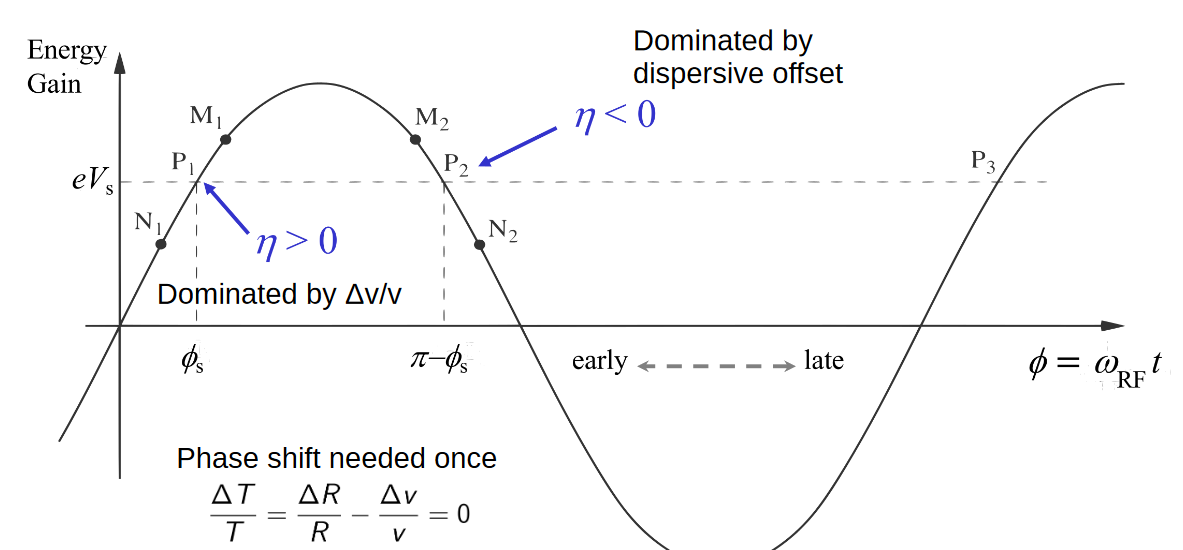 Energy
Gain
Dominated by
dispersive offset
M₁
M₂
η < 0
P₁
P₂
P₃
eVₛ
N₁
N₂
η > 0
Dominated by Δv/v
ϕₛ
π−ϕₛ
early
late
ϕ = ω_RF t
Phase shift needed once
ΔT/T = ΔR/R − Δv/v = 0